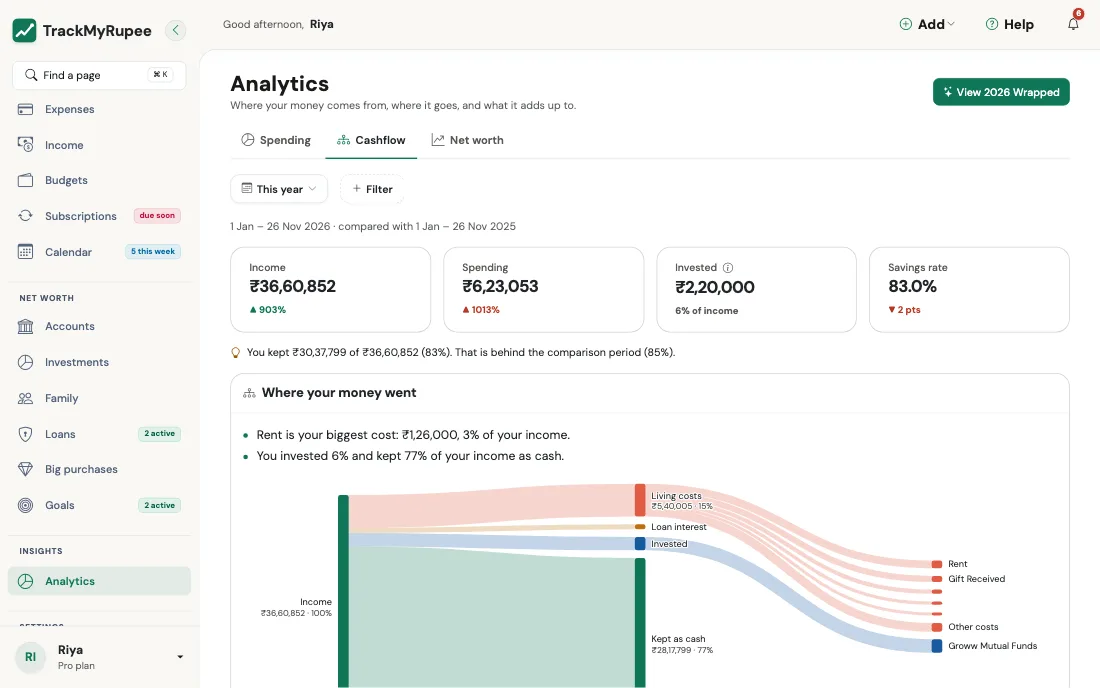 TrackMyRupee
Good afternoon, Riya
Add
Help
6
Find a page
⌘ K
Expenses
Income
Budgets
Subscriptions
due soon
Calendar
5 this week
NET WORTH
Accounts
Investments
Family
Loans
2 active
Big purchases
Goals
2 active
INSIGHTS
Analytics
RI
Riya
Pro plan
Analytics
Where your money comes from, where it goes, and what it adds up to.
View 2026 Wrapped
Spending
Cashflow
Net worth
This year
+ Filter
1 Jan – 26 Nov 2026 · compared with 1 Jan – 26 Nov 2025
Income
₹36,60,852
▲ 903%
Spending
₹6,23,053
▲ 1013%
Invested
₹2,20,000
6% of income
Savings rate
83.0%
▼ 2 pts
You kept ₹30,37,799 of ₹36,60,852 (83%). That is behind the comparison period (85%).
Where your money went
• Rent is your biggest cost: ₹1,26,000, 3% of your income.
• You invested 6% and kept 77% of your income as cash.
Living costs
₹5,40,005 · 15%
Loan interest
Invested
Rent
Gift Received
Income
₹36,60,852 · 100%
Other costs
Kept as cash
₹28,17,799 · 77%
Groww Mutual Funds